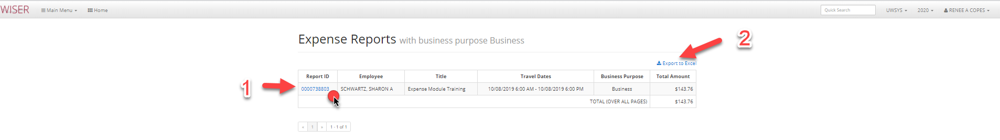 WISER Main Menu Home Quick Search UWSYS 2020 RENEE A COPES
Expense Reports with business purpose Business
2
Export to Excel
Report ID Employee Title Travel Dates Business Purpose Total Amount
1
0000738803 SCHWARTZ, SHARON A Expense Module Training 10/08/2019 6:00 AM - 10/08/2019 6:00 PM Business $143.76
TOTAL (OVER ALL PAGES) $143.76
« 1 » 1 - 1 of 1